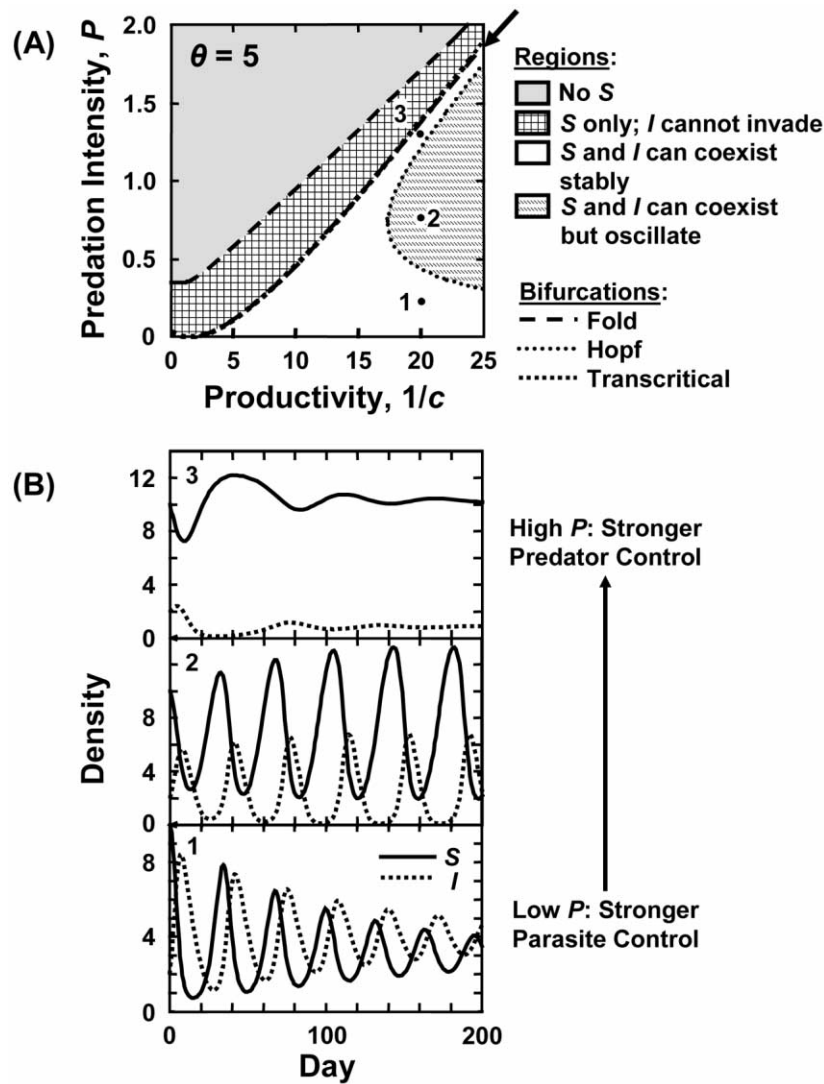 (A)
Predation Intensity, P
2.0
1.5
1.0
0.5
0
θ = 5
3
2
1
0 5 10 15 20 25
Productivity, 1/c
Regions:
No S
S only; I cannot invade
S and I can coexist
stably
S and I can coexist
but oscillate
Bifurcations:
Fold
Hopf
Transcritical
(B)
Density
12
8
4
0
3
8
4
0
2
8
4
0
1
S
I
0 100 200
Day
High P: Stronger
Predator Control
Low P: Stronger
Parasite Control